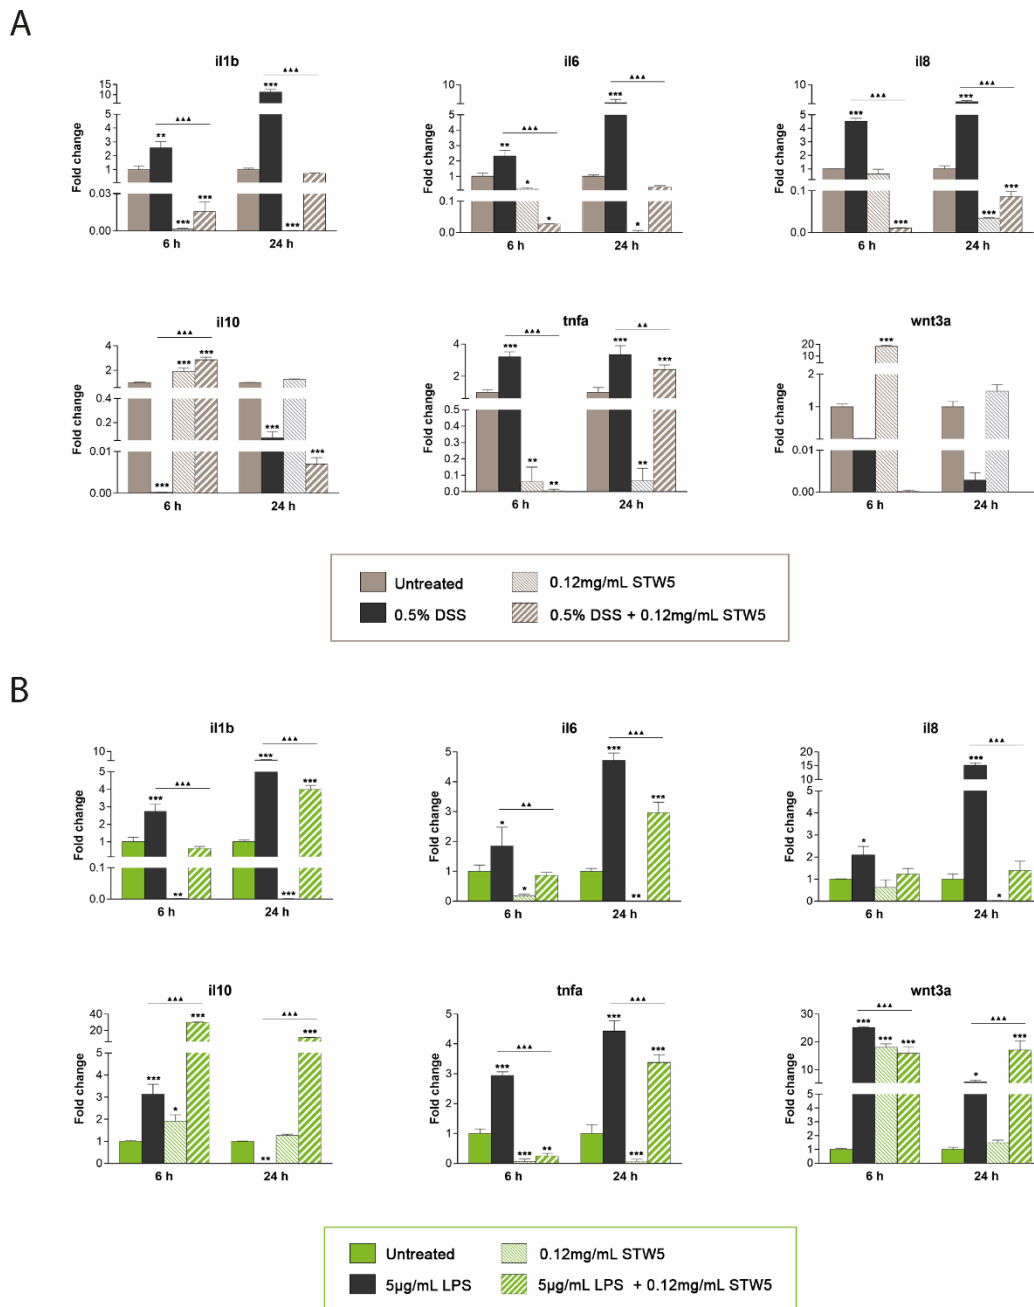 A
il1b
il6
il8
Fold change
15
10
5
4
3
2
1
0.03
0.00
** *** *** *** *** ▲▲▲ ▲▲▲
6 h 24 h
Fold change
10
5
4
3
2
1
0.1
0.0
** * * *** * ▲▲▲ ▲▲▲
6 h 24 h
Fold change
10
5
4
3
2
1
0.1
0.0
*** *** *** *** *** ▲▲▲ ▲▲▲
6 h 24 h
il10
tnfa
wnt3a
Fold change
4
2
0.4
0.2
0.01
0.00
*** *** *** *** *** ▲▲▲
6 h 24 h
Fold change
4
2
0.5
0.4
0.3
0.2
0.1
0.0
*** ** ** *** ** *** ▲▲▲ ▲▲
6 h 24 h
Fold change
20
10
2
1
0.01
0.00
***
6 h 24 h
Untreated
0.12mg/mL STW5
0.5% DSS
0.5% DSS + 0.12mg/mL STW5
B
il1b
il6
il8
Fold change
10
5
4
3
2
1
0.1
0.0
*** ** *** *** *** ▲▲▲ ▲▲▲
6 h 24 h
Fold change
5
4
3
2
1
0
* * *** ** *** ▲▲ ▲▲▲
6 h 24 h
Fold change
20
15
10
5
4
3
2
1
0
* *** * ▲▲▲
6 h 24 h
il10
tnfa
wnt3a
Fold change
40
20
5
4
3
2
1
0
*** * *** ** *** ▲▲▲ ▲▲▲
6 h 24 h
Fold change
5
4
3
2
1
0
*** *** ** *** *** *** ▲▲▲ ▲▲▲
6 h 24 h
Fold change
30
20
10
5
4
3
2
1
0
*** *** *** * *** ▲▲▲ ▲▲▲
6 h 24 h
Untreated
0.12mg/mL STW5
5µg/mL LPS
5µg/mL LPS + 0.12mg/mL STW5